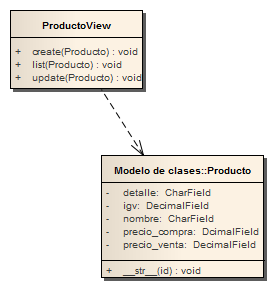 ProductoView
+ create(Producto) : void
+ list(Producto) : void
+ update(Producto) : void
Modelo de clases::Producto
- detalle: CharField
- igv: DecimalField
- nombre: CharField
- precio_compra: DcimalField
- precio_venta: DecimalField
+ __str__(id) : void